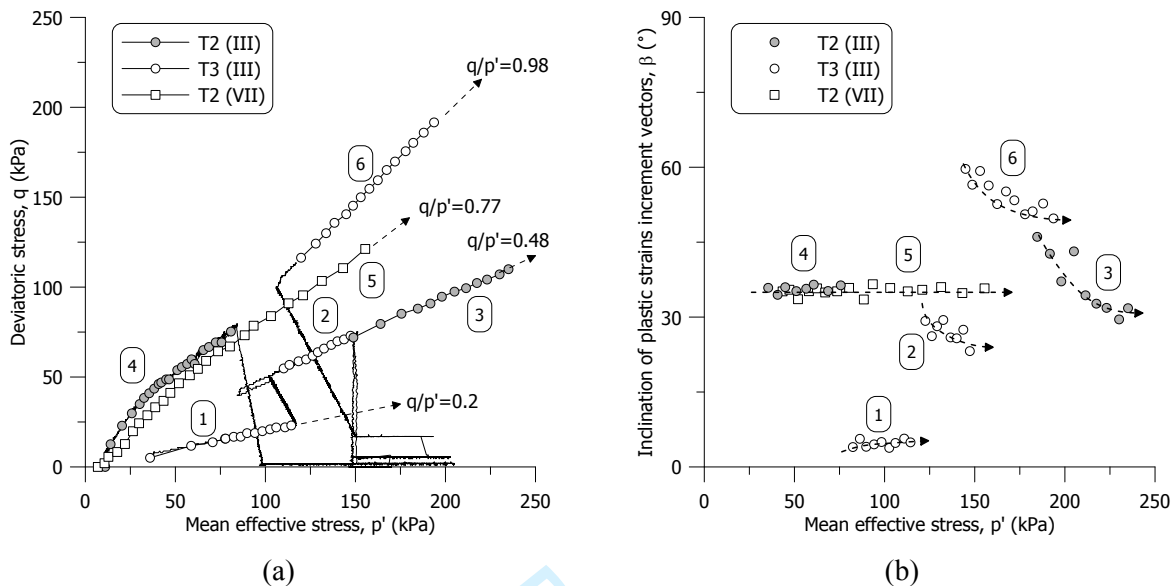 250
200
150
100
50
0
Deviatoric stress, q (kPa)
T2 (III)
T3 (III)
T2 (VII)
q/p'=0.98
6
q/p'=0.77
q/p'=0.48
5
2
3
4
1
q/p'=0.2
0 50 100 150 200 250
Mean effective stress, p' (kPa)
(a)
90
60
30
0
Inclination of plastic strains increment vectors, β (°)
T2 (III)
T3 (III)
T2 (VII)
6
4
5
3
2
1
0 50 100 150 200 250
Mean effective stress, p' (kPa)
(b)